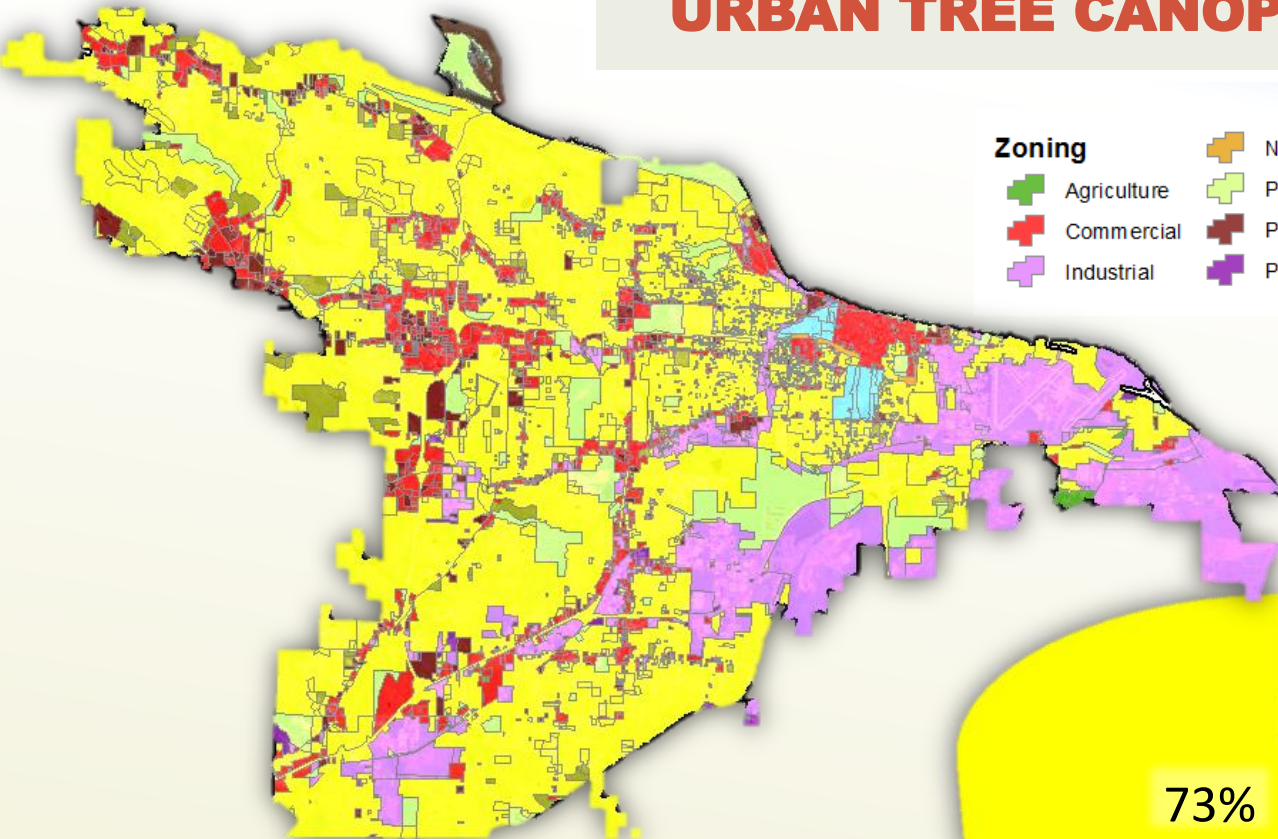 URBAN TREE CANOP
Zoning
N
Agriculture
P
Commercial
P
Industrial
P
73%